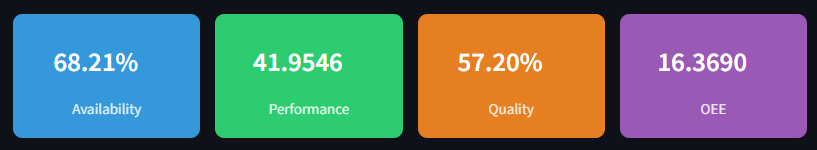 68.21%
Availability
41.9546
Performance
57.20%
Quality
16.3690
OEE